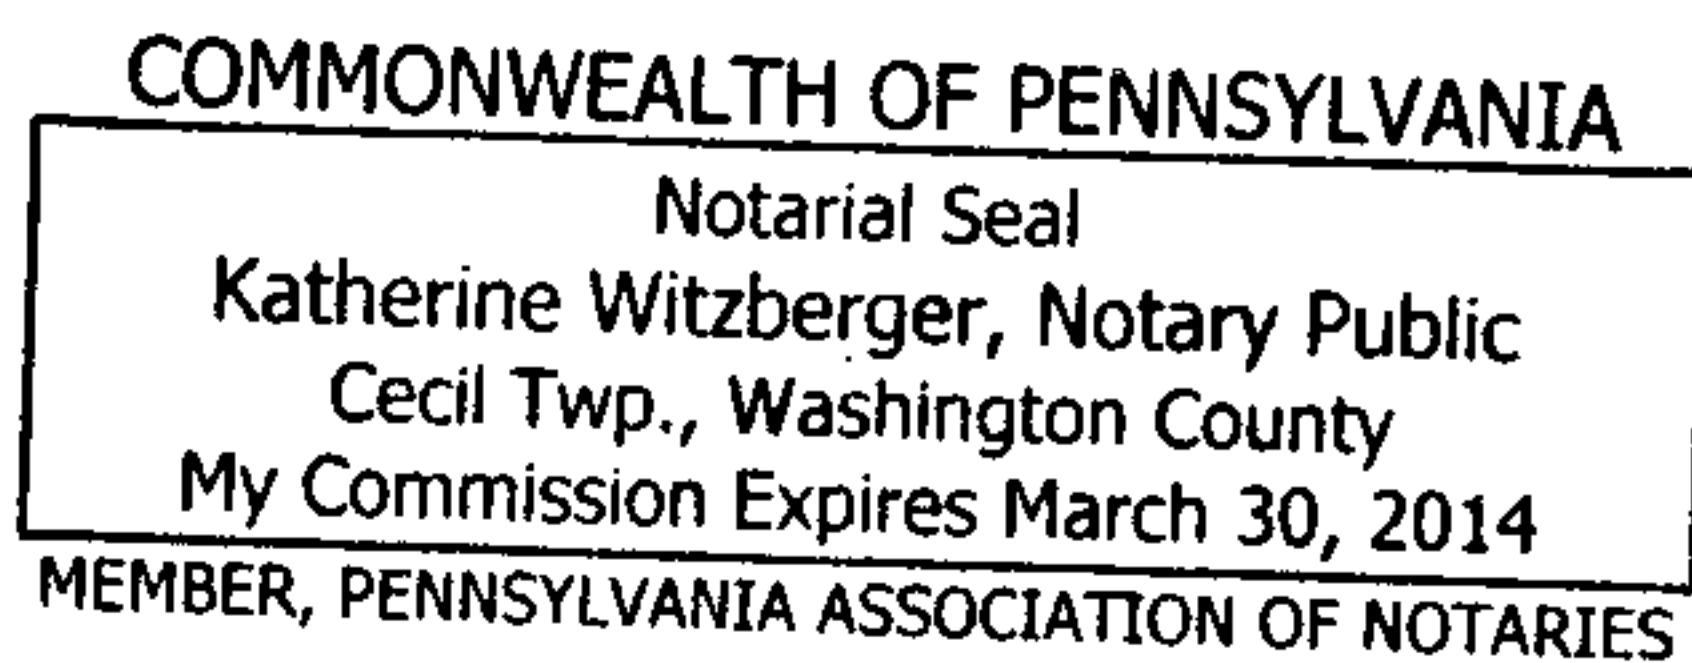 COMMONWEALTH OF PENNSYLVANIA
Notarial Seal
Katherine Witzberger, Notary Public
Cecil Twp., Washington County
My Commission Expires March 30, 2014
MEMBER, PENNSYLVANIA ASSOCIATION OF NOTARIES